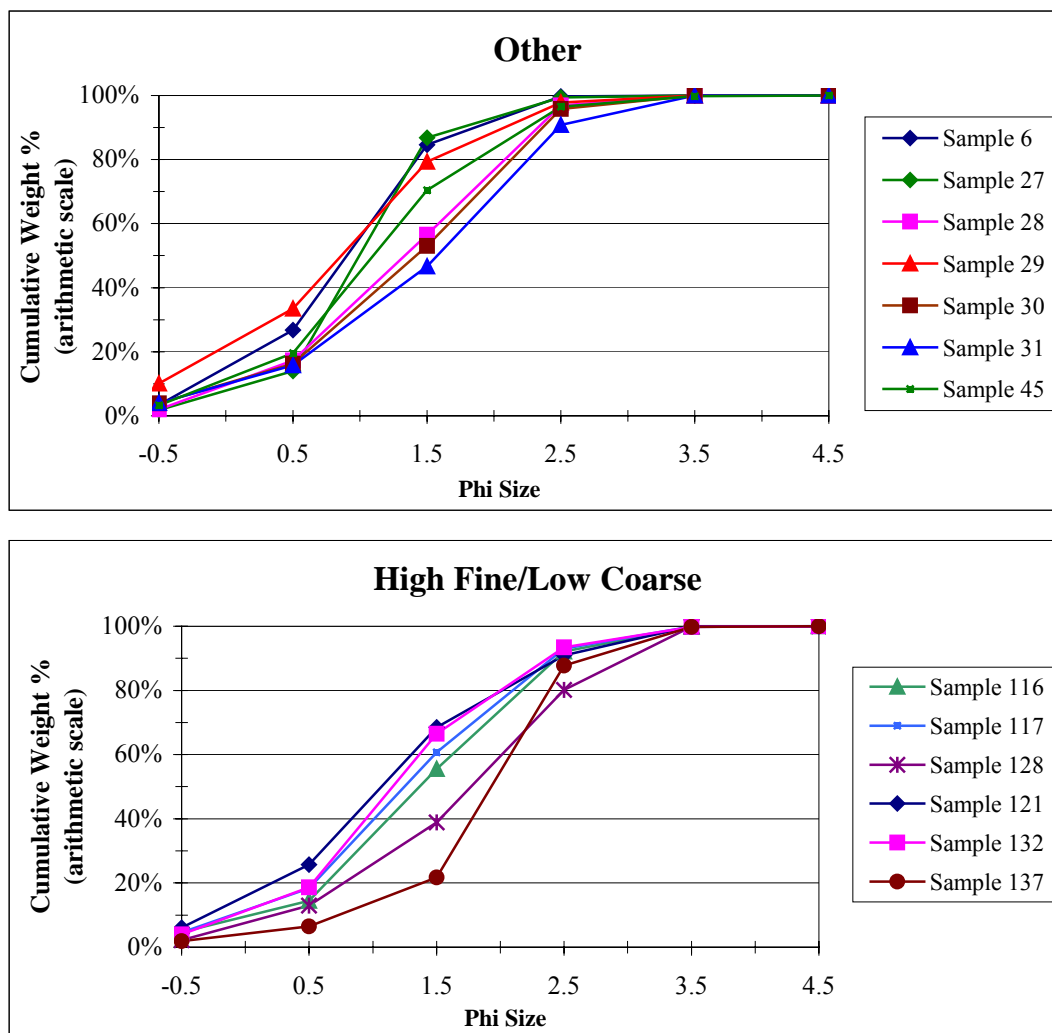 Other
Cumulative Weight %
(arithmetic scale)
100%
80%
60%
40%
20%
0%
-0.5 0.5 1.5 2.5 3.5 4.5
Phi Size
Sample 6
Sample 27
Sample 28
Sample 29
Sample 30
Sample 31
Sample 45
High Fine/Low Coarse
Cumulative Weight %
(arithmetic scale)
100%
80%
60%
40%
20%
0%
-0.5 0.5 1.5 2.5 3.5 4.5
Phi Size
Sample 116
Sample 117
Sample 128
Sample 121
Sample 132
Sample 137